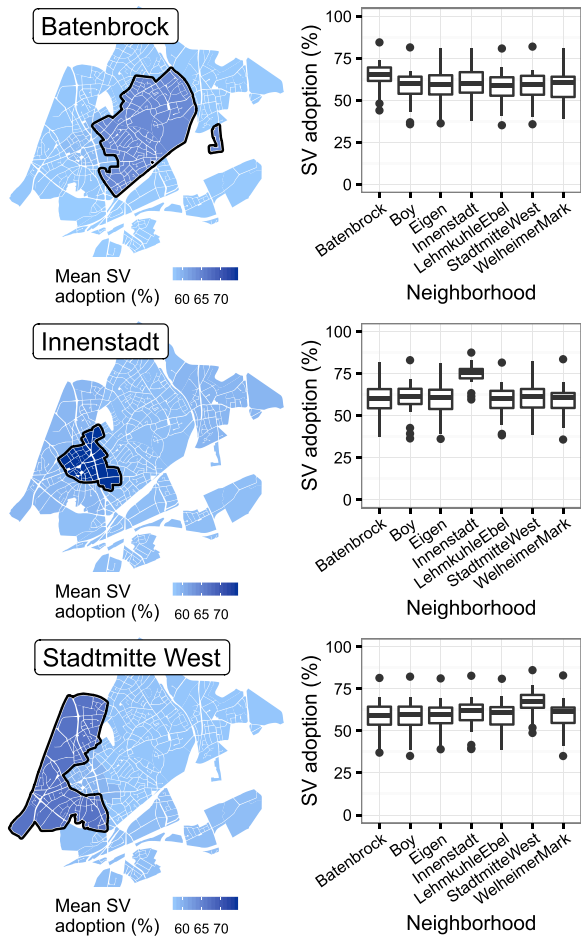 Batenbrock
Mean SV
adoption (%)
60 65 70
SV adoption (%)
100
75
50
25
0
Batenbrock
Boy
Eigen
Innenstadt
LehmkuhleEbel
StadtmitteWest
WelheimerMark
Neighborhood
Innenstadt
Mean SV
adoption (%)
60 65 70
SV adoption (%)
100
75
50
25
0
Batenbrock
Boy
Eigen
Innenstadt
LehmkuhleEbel
StadtmitteWest
WelheimerMark
Neighborhood
Stadtmitte West
Mean SV
adoption (%)
60 65 70
SV adoption (%)
100
75
50
25
0
Batenbrock
Boy
Eigen
Innenstadt
LehmkuhleEbel
StadtmitteWest
WelheimerMark
Neighborhood